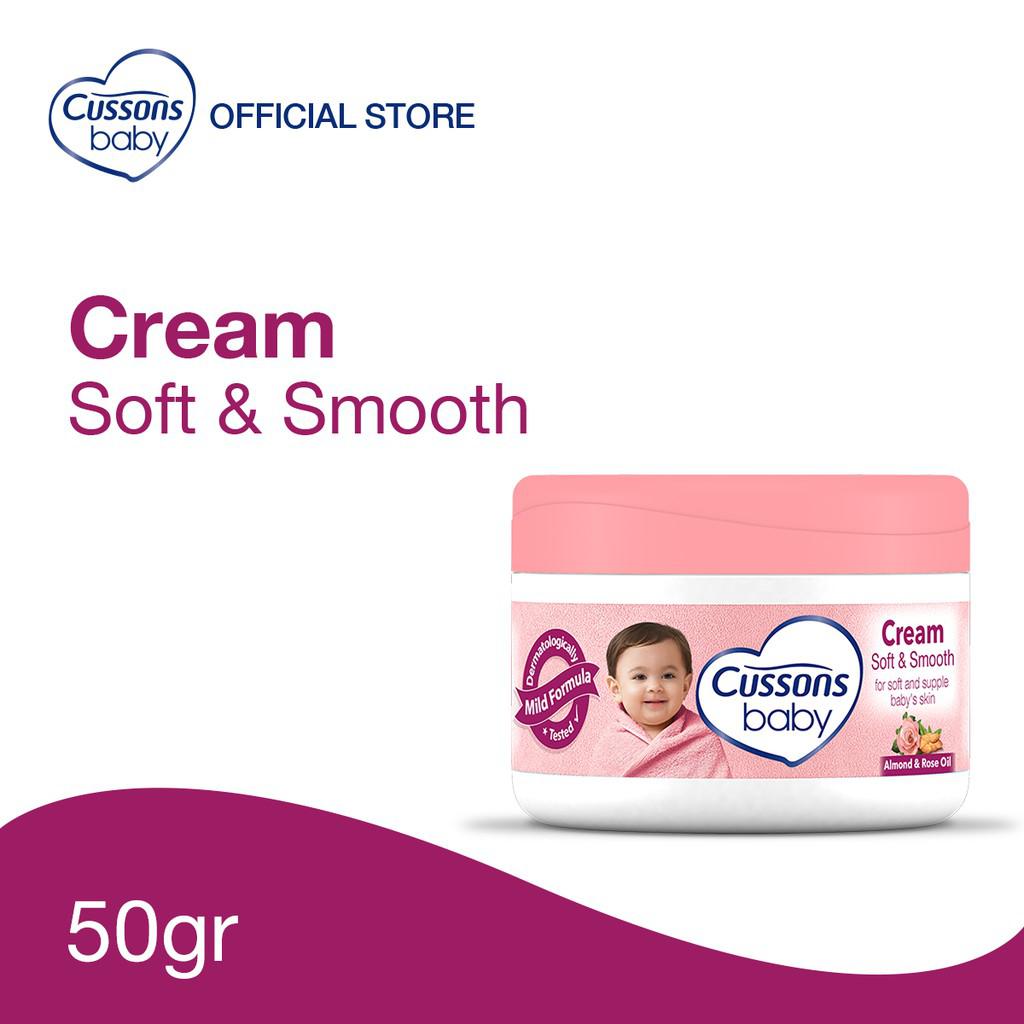 Cussons
baby
OFFICIAL STORE
Cream
Soft & Smooth
Dermatologically
Mild Formula
Tested
Cussons
baby
Cream
Soft & Smooth
for soft and supple
baby's skin
Almond & Rose Oil
50gr